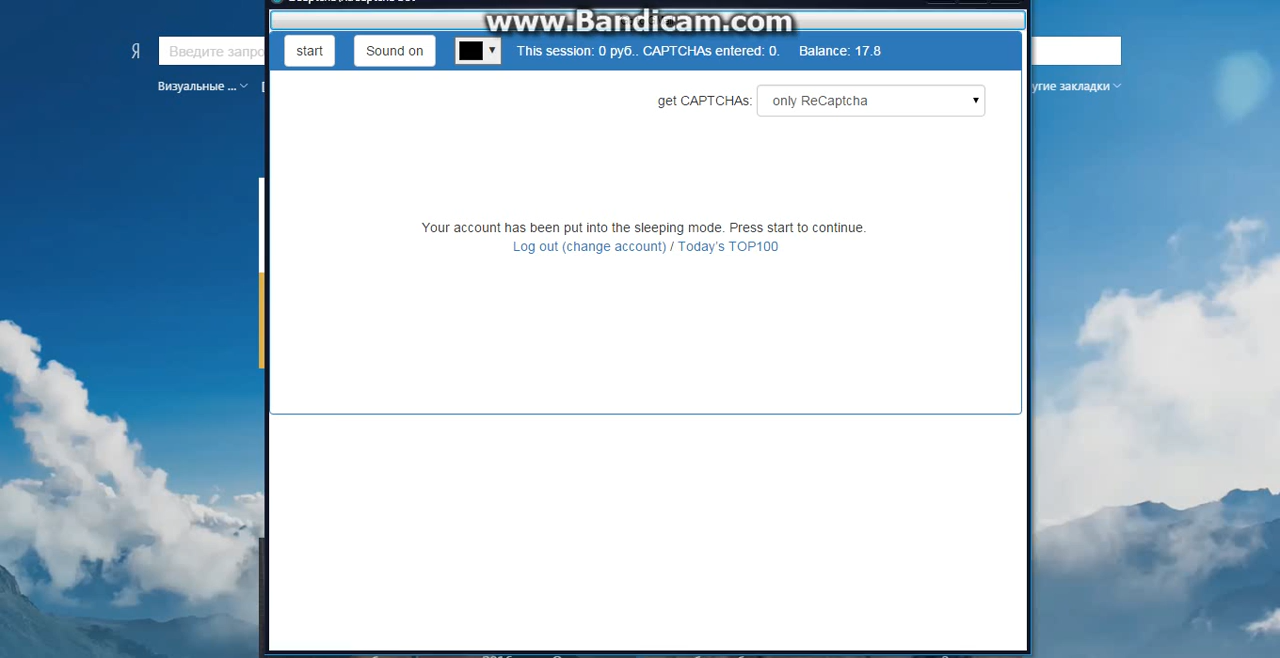 www.Bandicam.com
start
Sound on
This session: 0 руб.. CAPTCHAs entered: 0.
Balance: 17.8
Я
Введите запро
Визуальные ...
угие закладки
get CAPTCHAs:
only ReCaptcha
Your account has been put into the sleeping mode. Press start to continue.
Log out (change account) / Today's TOP100